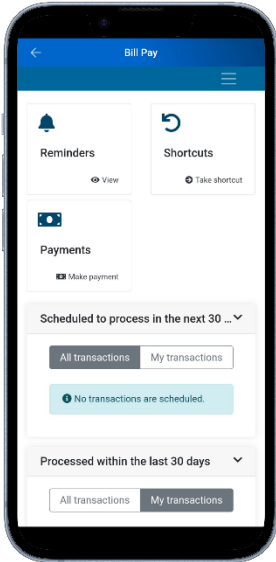 Bill Pay
Reminders
View
Shortcuts
Take shortcut
Payments
Make payment
Scheduled to process in the next 30 ...
All transactions
My transactions
No transactions are scheduled.
Processed within the last 30 days
All transactions
My transactions